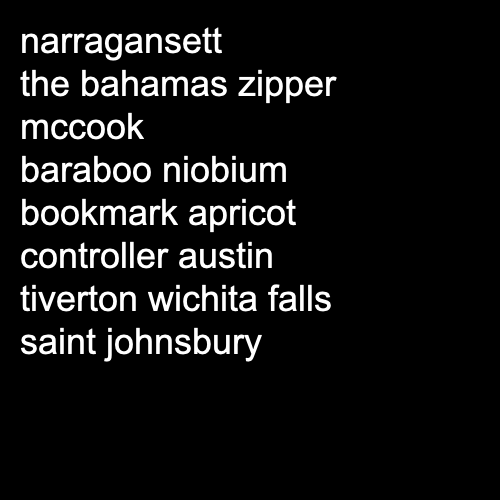 narragansett
the bahamas zipper
mccook
baraboo niobium
bookmark apricot
controller austin
tiverton wichita falls
saint johnsbury